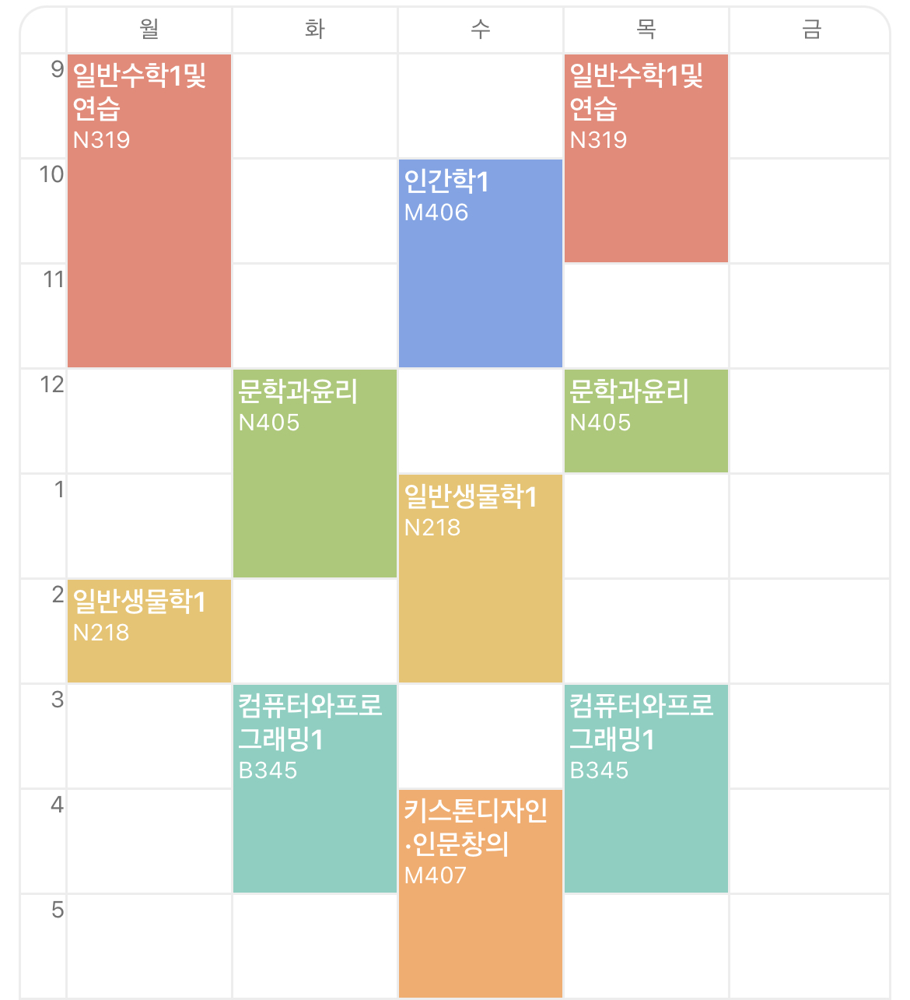 월 화 수 목 금
9
일반수학1및
연습
N319
일반수학1및
연습
N319
10
인간학1
M406
11
12
문학과윤리
N405
문학과윤리
N405
1
일반생물학1
N218
2
일반생물학1
N218
3
컴퓨터와프로
그래밍1
B345
컴퓨터와프로
그래밍1
B345
4
키스톤디자인
·인문창의
M407
5